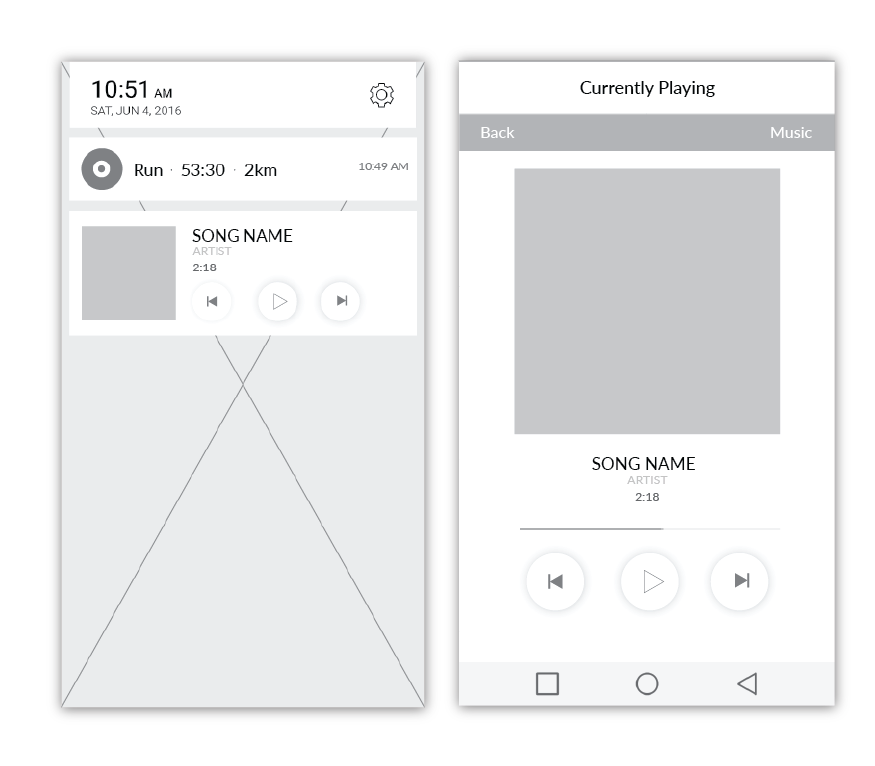 10:51 AM
SAT, JUN 4, 2016
Run · 53:30 · 2km
10:49 AM
SONG NAME
ARTIST
2:18
Currently Playing
Back
Music
SONG NAME
ARTIST
2:18